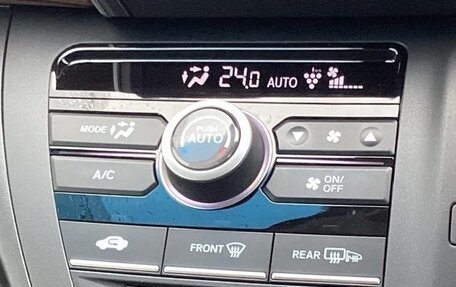 24.0 AUTO
MODE
PUSH
AUTO
A/C
ON/
OFF
FRONT
REAR